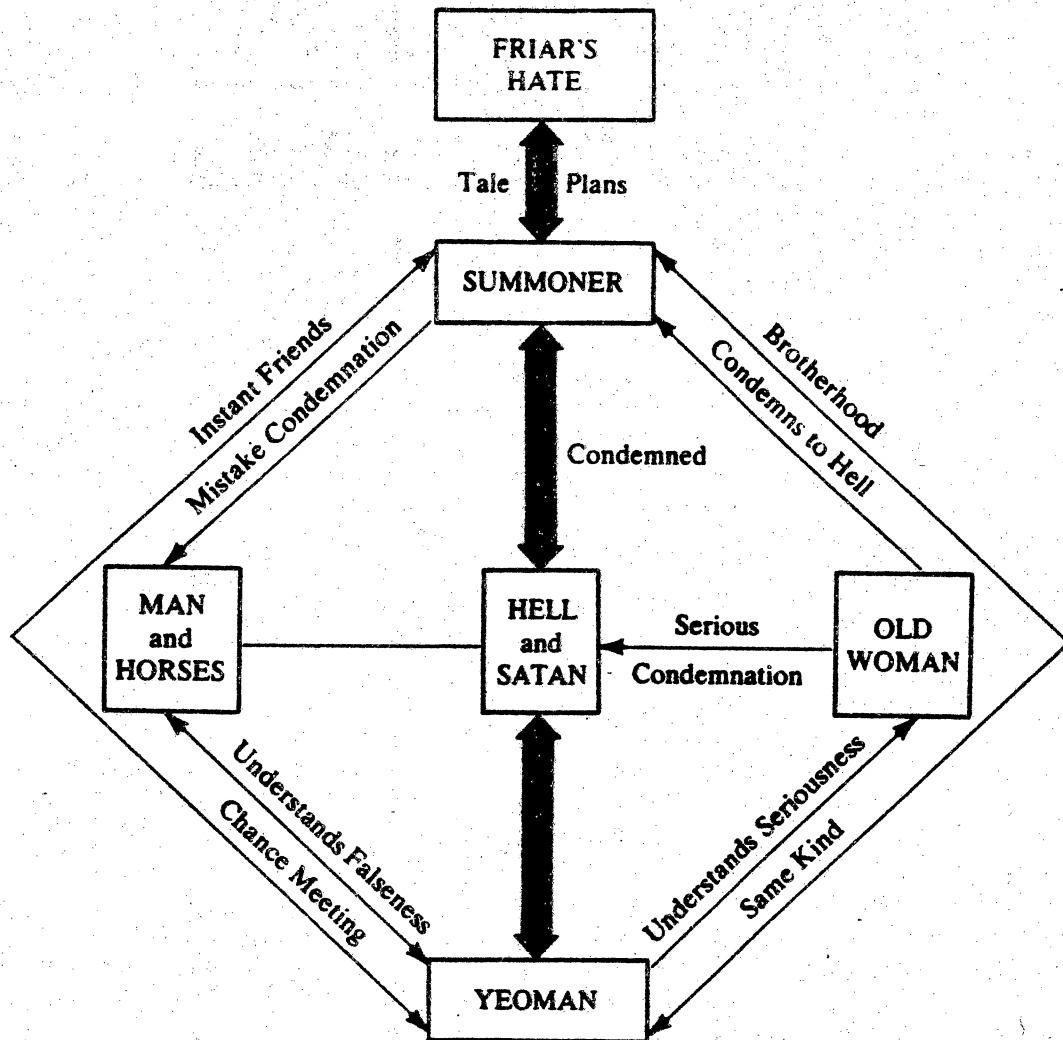 FRIAR'S
HATE
Tale Plans
SUMMONER
Instant Friends
Mistake Condemnation
Brotherhood
Condemns to Hell
Condemned
MAN
and
HORSES
HELL
and
SATAN
Serious
Condemnation
OLD
WOMAN
Understands Falseness
Chance Meeting
Understands Seriousness
Same Kind
YEOMAN